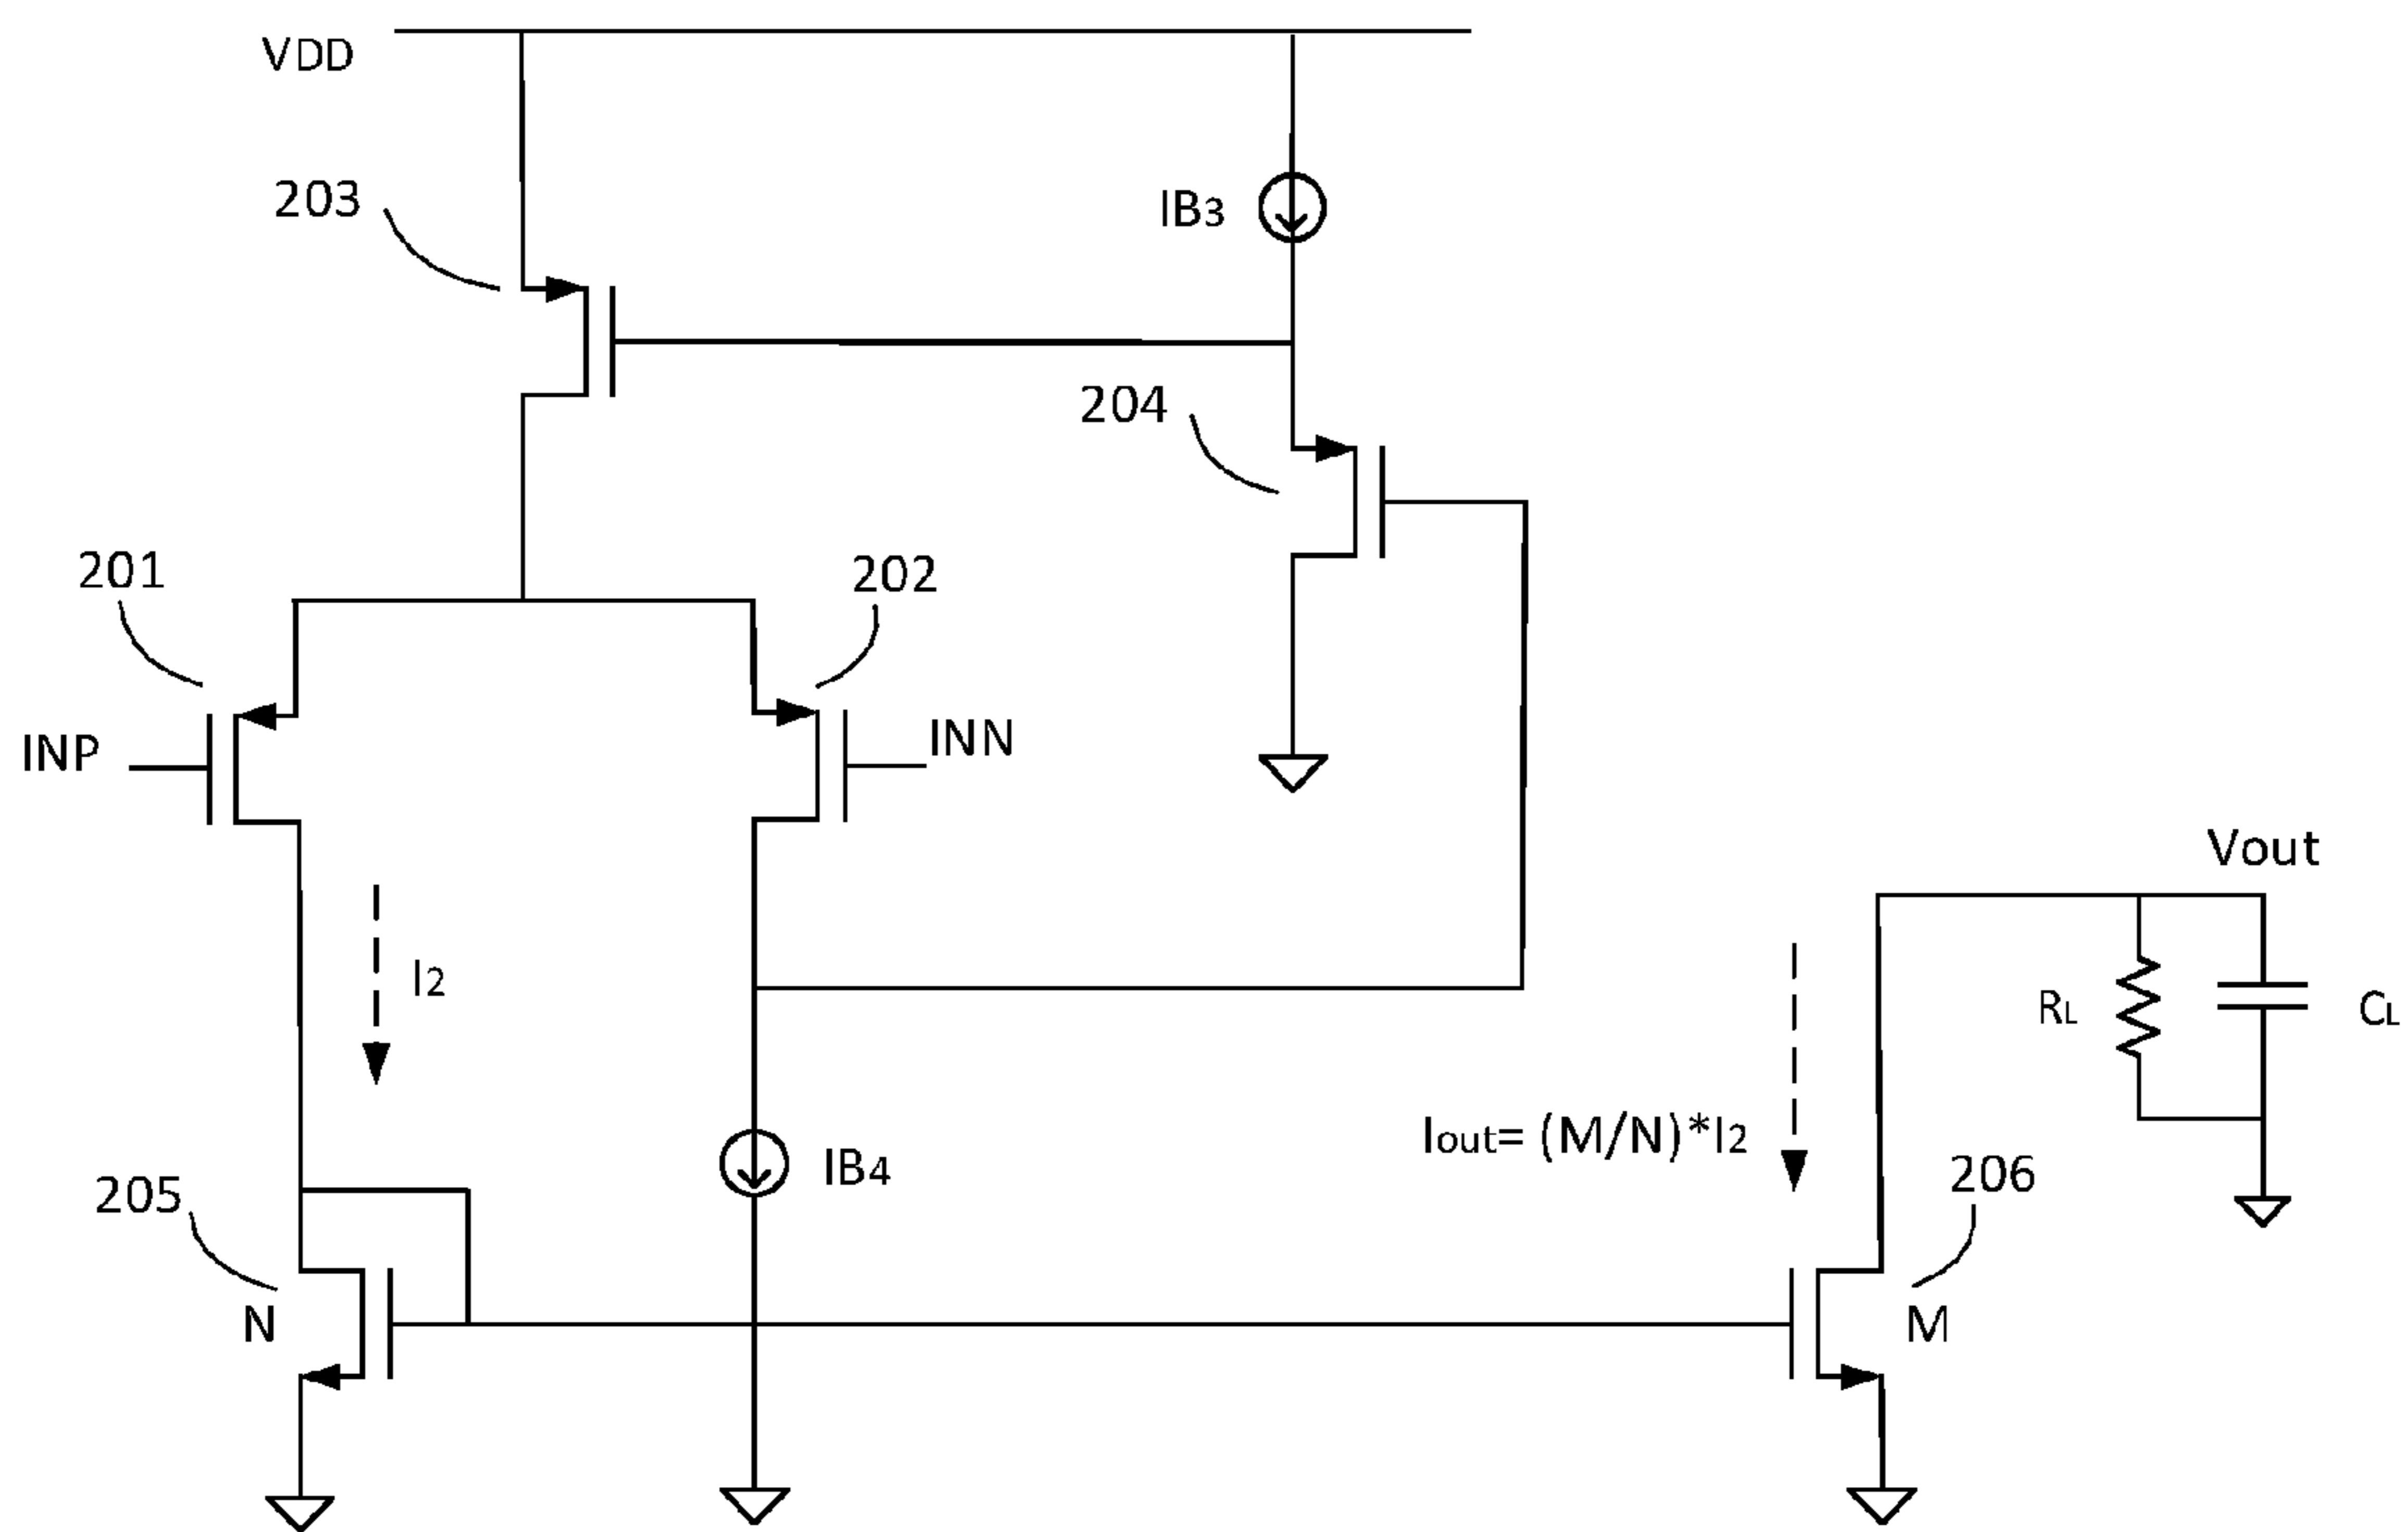 VDD
203
IB3
204
201
202
INP
INN
Vout
I2
RL
CL
Iout= (M/N)*I2
IB4
205
206
N
M